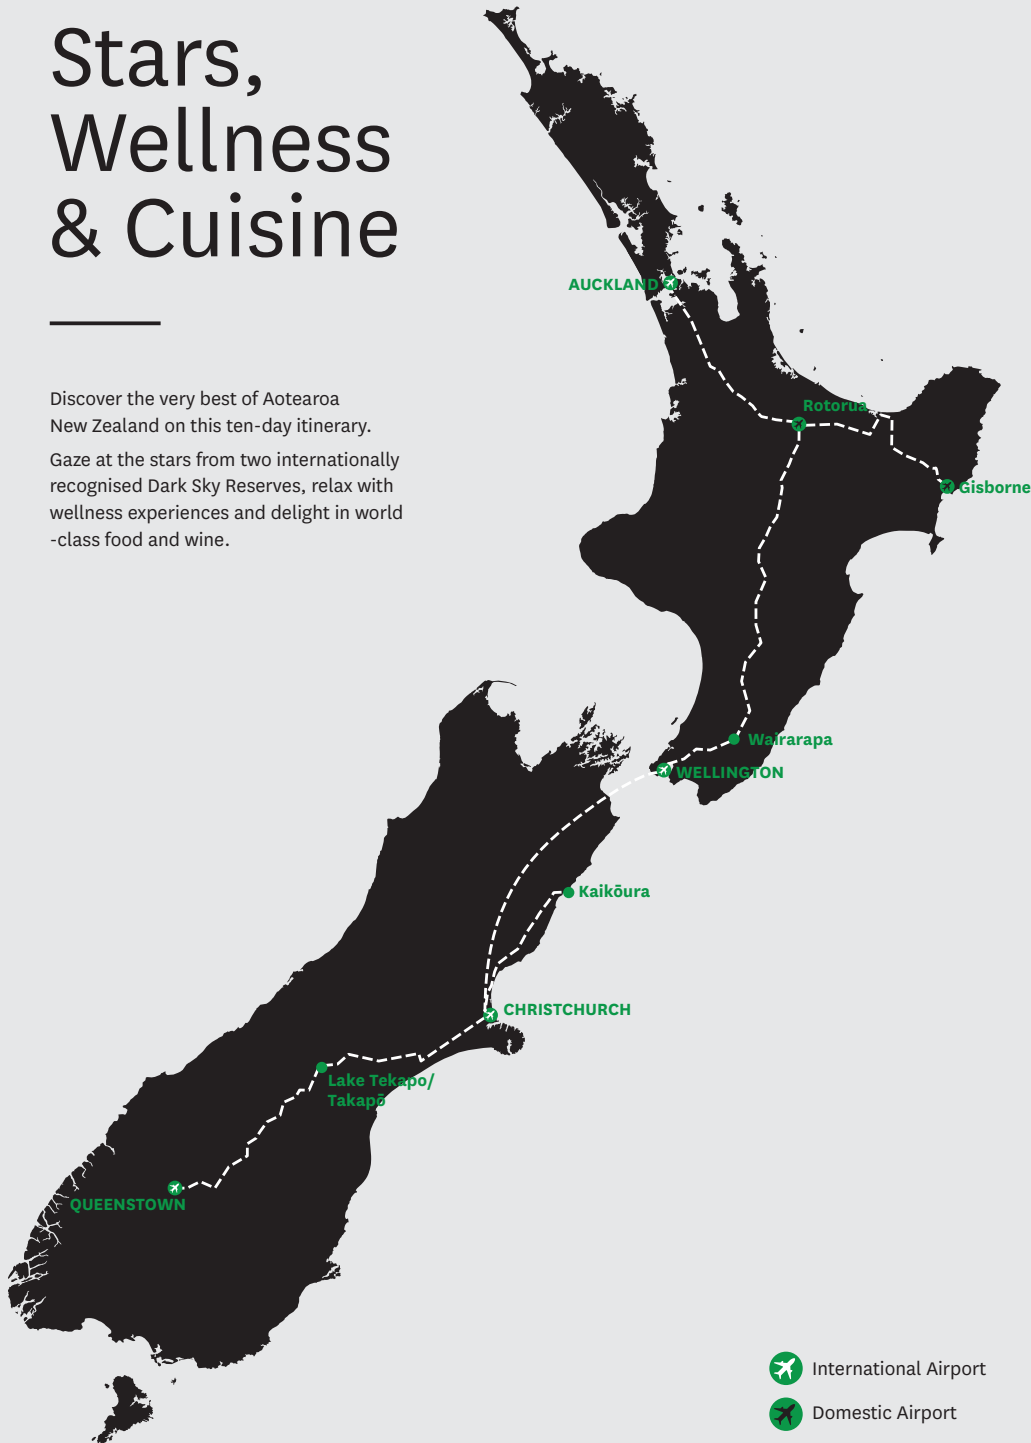 Stars,
Wellness
& Cuisine
Discover the very best of Aotearoa
New Zealand on this ten-day itinerary.
Gaze at the stars from two internationally
recognised Dark Sky Reserves, relax with
wellness experiences and delight in world
-class food and wine.
AUCKLAND
Rotorua
Gisborne
Wairarapa
WELLINGTON
Kaikōura
CHRISTCHURCH
Lake Tekapo/
Takapō
QUEENSTOWN
International Airport
Domestic Airport